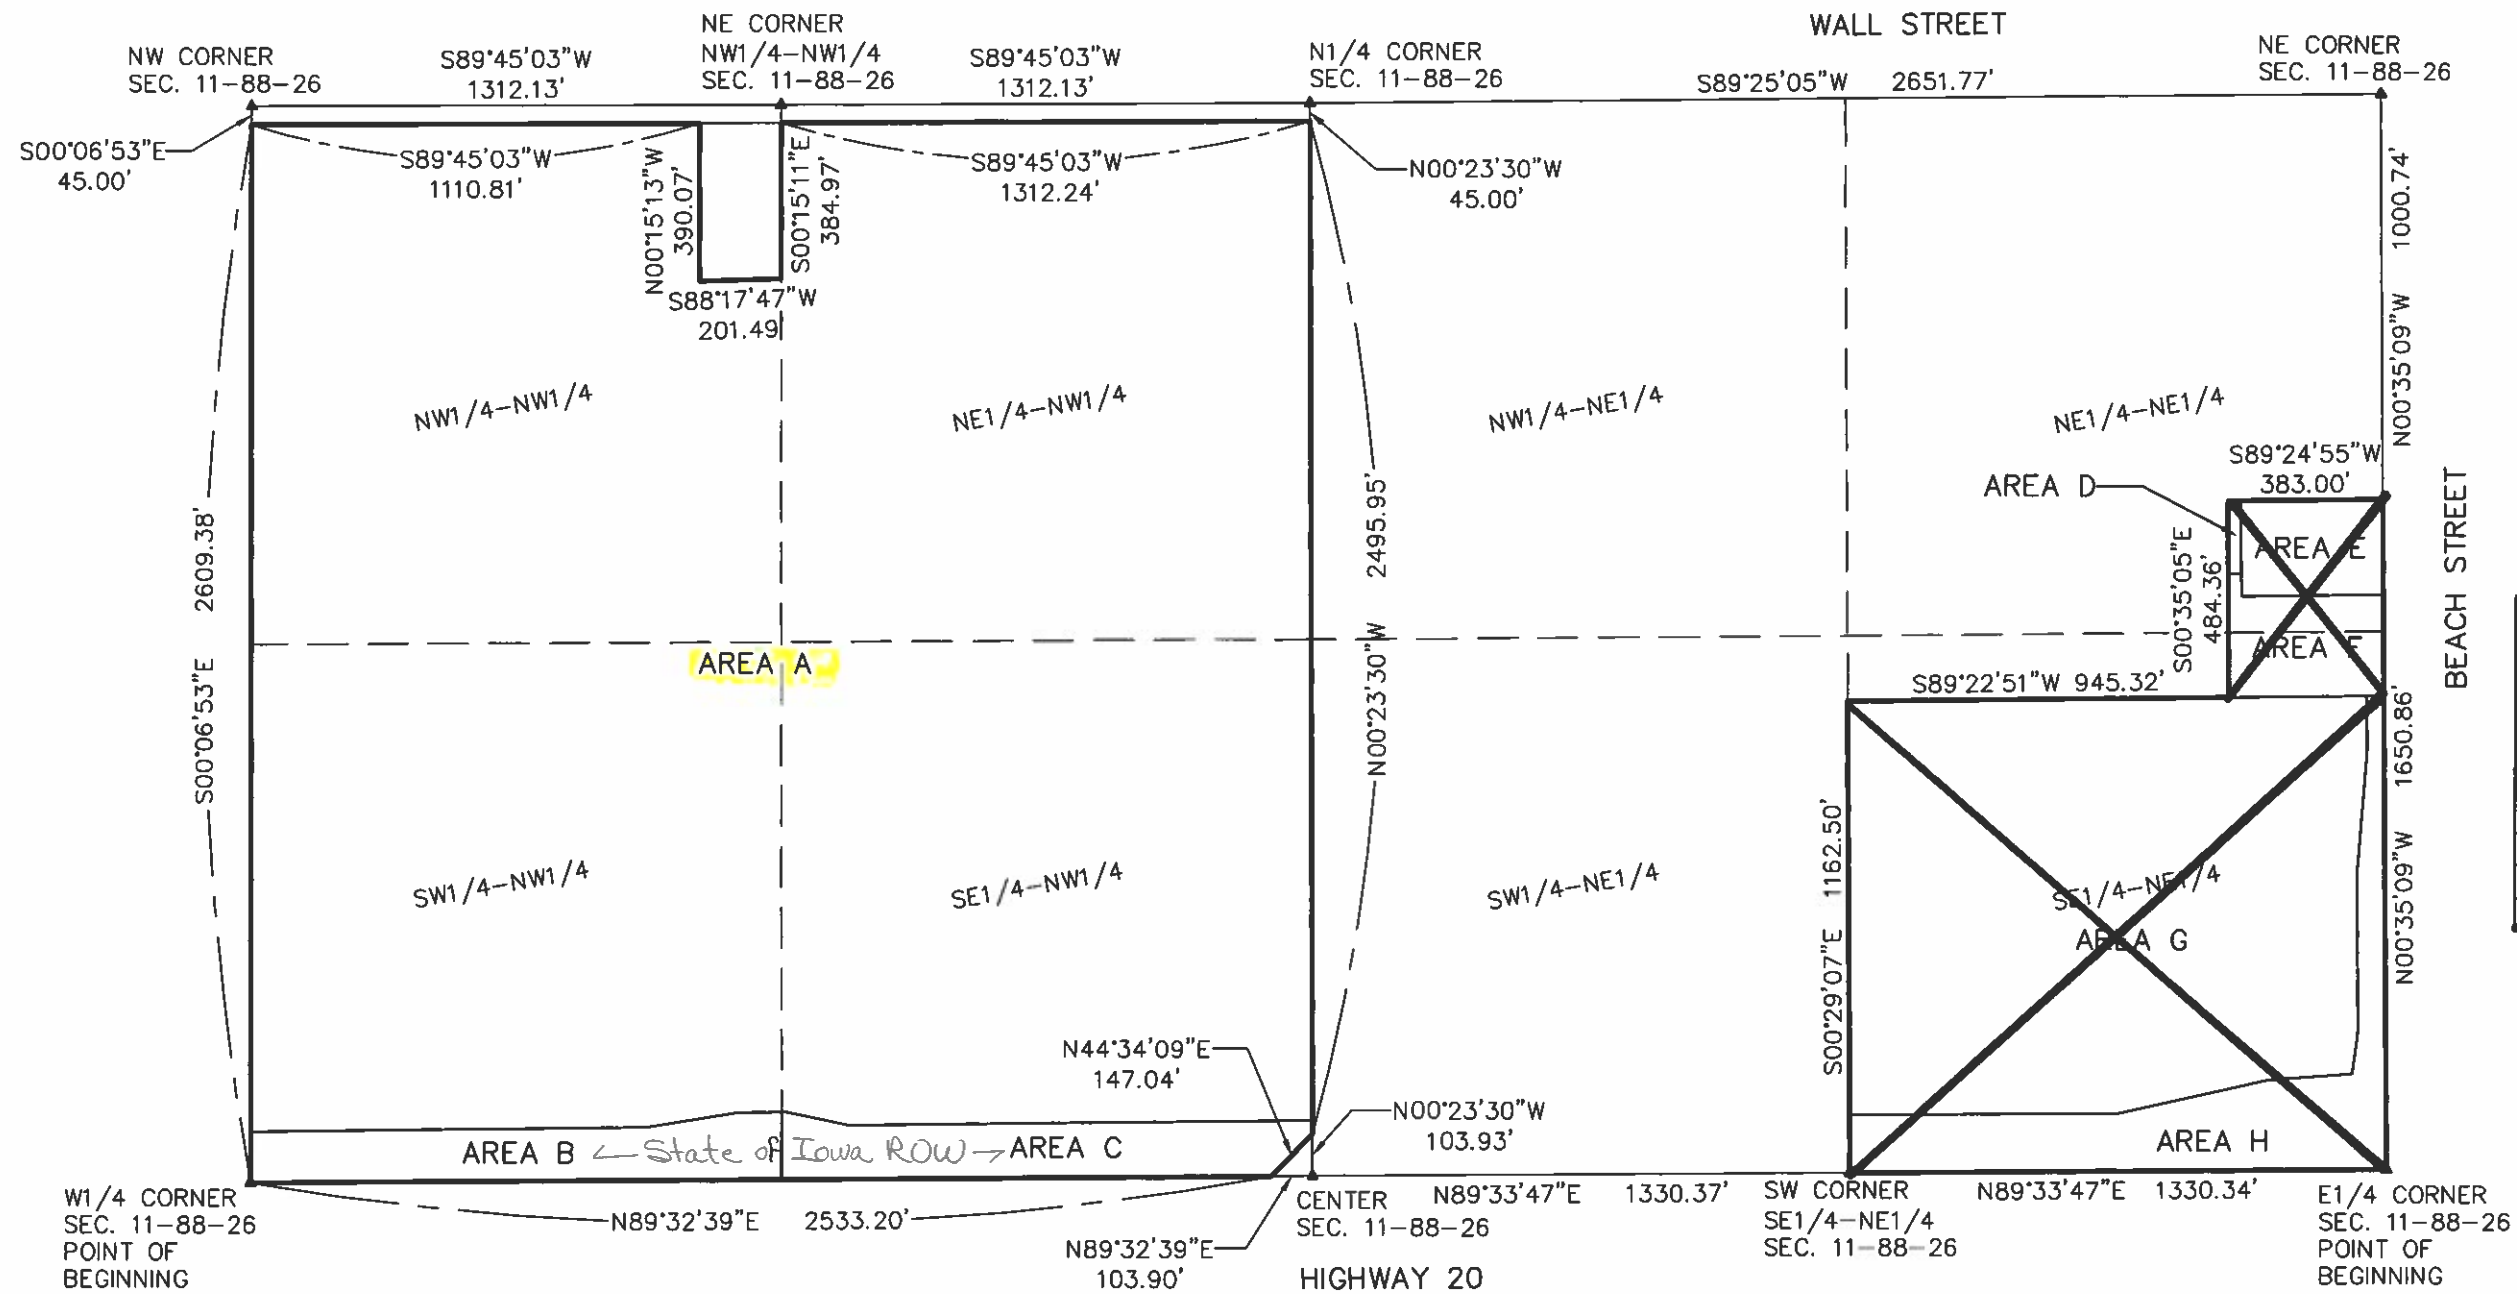 WALL STREET
NW CORNER
SEC. 11-88-26
S89°45'03"W
1312.13'
NE CORNER
NW1/4-NW1/4
SEC. 11-88-26
S89°45'03"W
1312.13'
N1/4 CORNER
SEC. 11-88-26
S89°25'05"W 2651.77'
NE CORNER
SEC. 11-88-26
S00°06'53"E
45.00'
S89°45'03"W
1110.81'
N00°15'13"W
390.07'
S00°15'11"E
384.97'
S89°45'03"W
1312.24'
N00°23'30"W
45.00'
N00°35'09"W 1000.74'
S88°17'47"W
201.49
NW1/4-NW1/4
NE1/4-NW1/4
NW1/4-NE1/4
NE1/4-NE1/4
S89°24'55"W
383.00'
AREA D
AREA E
S00°35'05"E
484.36'
AREA F
BEACH STREET
S00°06'53"E 2609.38'
AREA A
N00°23'30"W 2495.95'
S89°22'51"W 945.32'
SW1/4-NW1/4
SE1/4-NW1/4
SW1/4-NE1/4
S00°29'07"E 1162.50'
SE1/4-NE1/4
AREA G
N00°35'09"W 1650.86'
N44°34'09"E
147.04'
N00°23'30"W
103.93'
AREA B ← State of Iowa ROW → AREA C
AREA H
W1/4 CORNER
SEC. 11-88-26
POINT OF
BEGINNING
N89°32'39"E 2533.20'
N89°32'39"E
103.90'
CENTER
SEC. 11-88-26
N89°33'47"E 1330.37'
SW CORNER
SE1/4-NE1/4
SEC. 11-88-26
N89°33'47"E 1330.34'
E1/4 CORNER
SEC. 11-88-26
POINT OF
BEGINNING
HIGHWAY 20